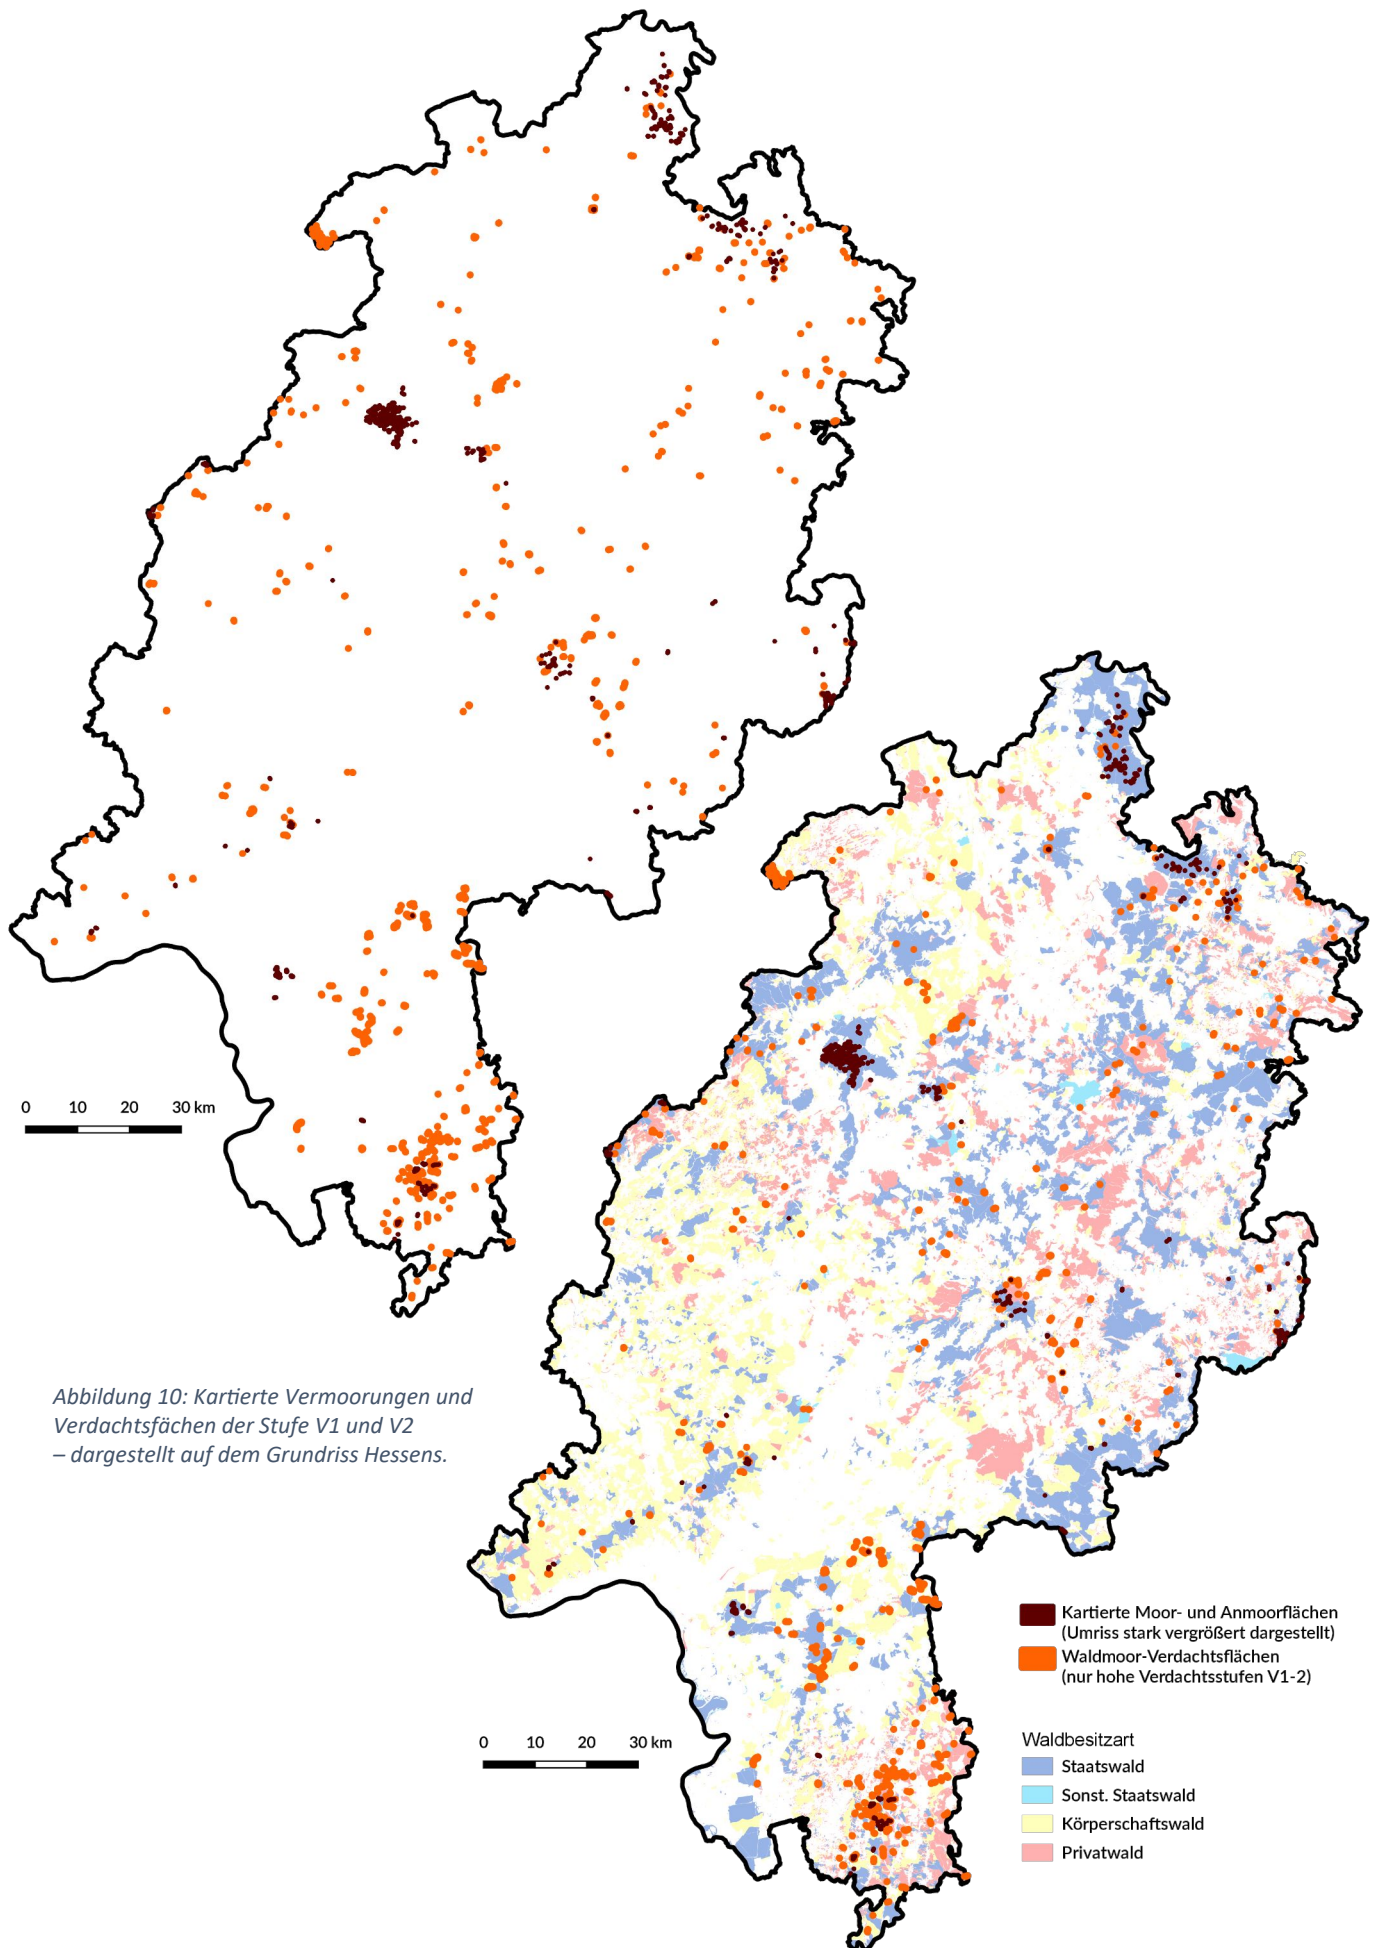 0 10 20 30 km
Abbildung 10: Kartierte Vermoorungen und
Verdachtsfächen der Stufe V1 und V2
– dargestellt auf dem Grundriss Hessens.
Kartierte Moor- und Anmoorflächen
(Umriss stark vergrößert dargestellt)
Waldmoor-Verdachtsflächen
(nur hohe Verdachtsstufen V1-2)
0 10 20 30 km
Waldbesitzart
Staatswald
Sonst. Staatswald
Körperschaftswald
Privatwald